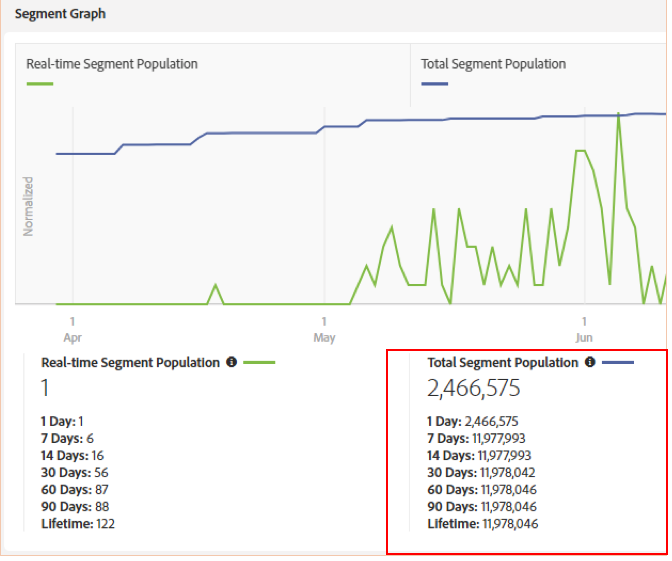 Segment Graph
Real-time Segment Population
Total Segment Population
Normalized
1
Apr
1
May
1
Jun
Real-time Segment Population
1
1 Day: 1
7 Days: 6
14 Days: 16
30 Days: 56
60 Days: 87
90 Days: 88
Lifetime: 122
Total Segment Population
2,466,575
1 Day: 2,466,575
7 Days: 11,977,993
14 Days: 11,977,993
30 Days: 11,978,042
60 Days: 11,978,046
90 Days: 11,978,046
Lifetime: 11,978,046